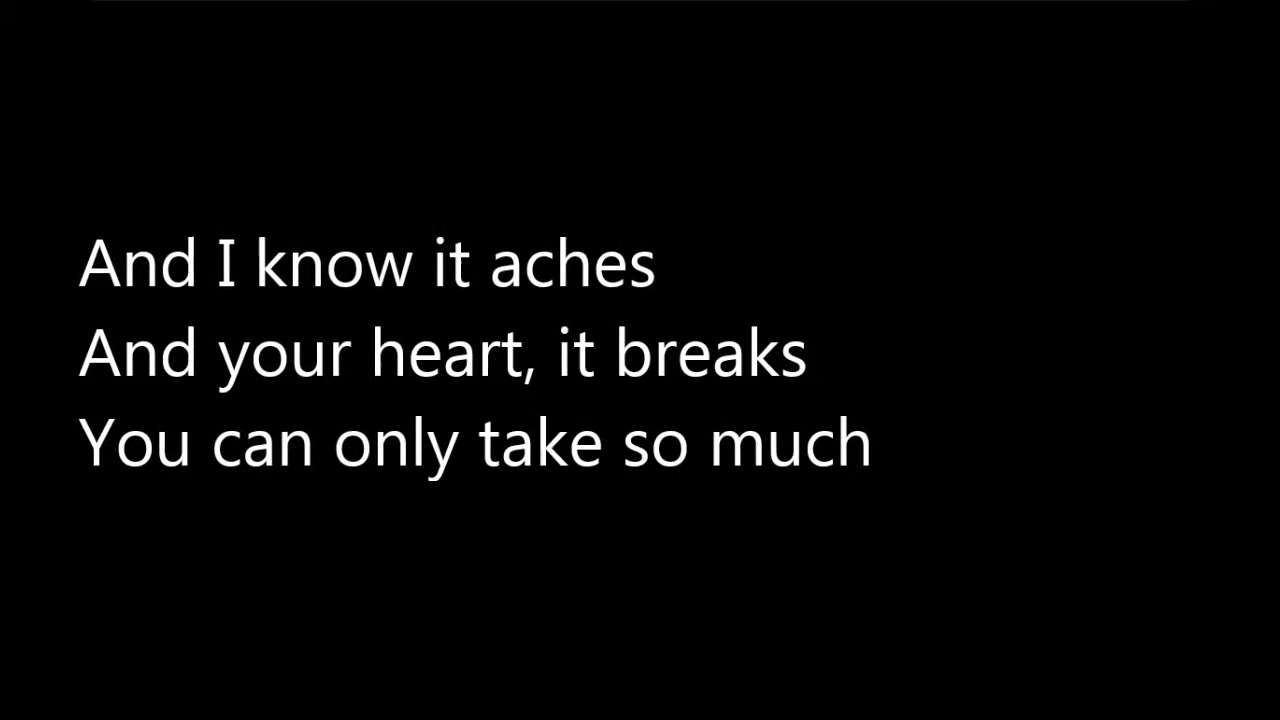 And I know it aches
And your heart, it breaks
You can only take so much